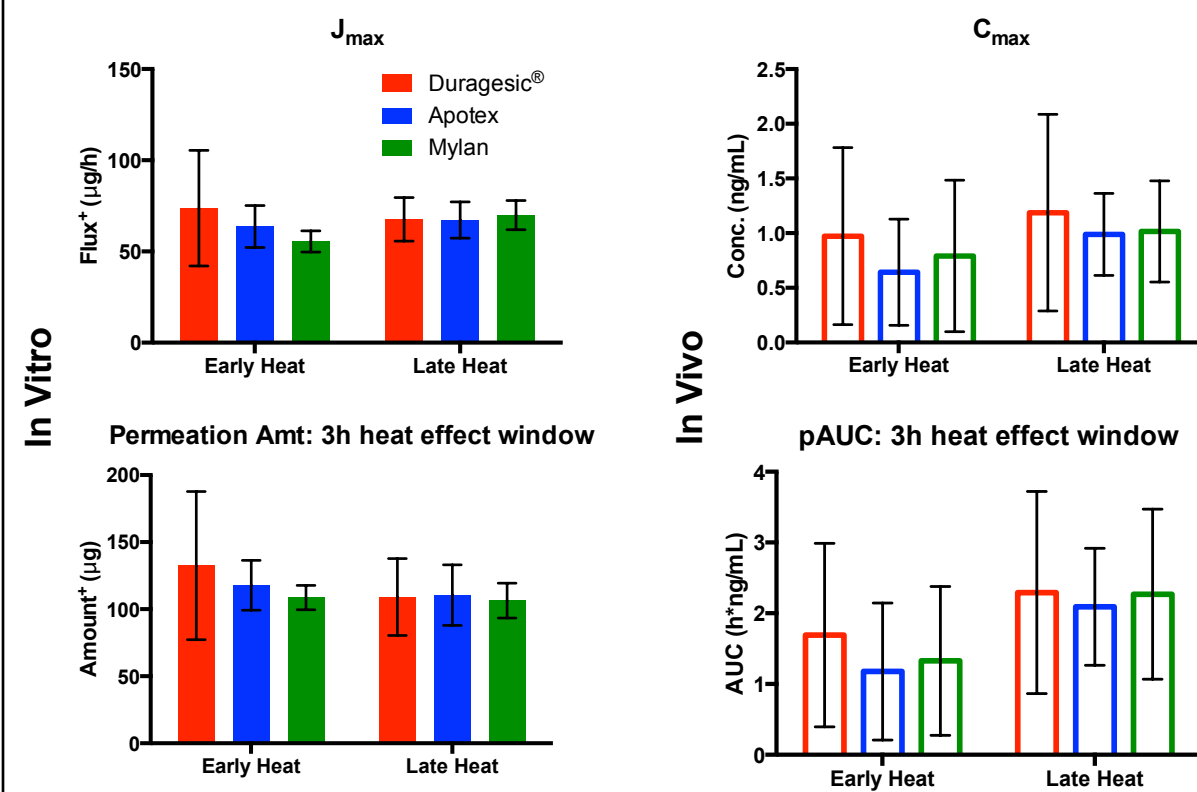 In Vitro
J_max
Flux⁺ (µg/h)
150
100
50
0
Duragesic®
Apotex
Mylan
Early Heat
Late Heat
Permeation Amt: 3h heat effect window
Amount⁺ (µg)
200
150
100
50
0
Early Heat
Late Heat
In Vivo
C_max
Conc. (ng/mL)
2.5
2.0
1.5
1.0
0.5
0.0
Early Heat
Late Heat
pAUC: 3h heat effect window
AUC (h*ng/mL)
4
3
2
1
0
Early Heat
Late Heat